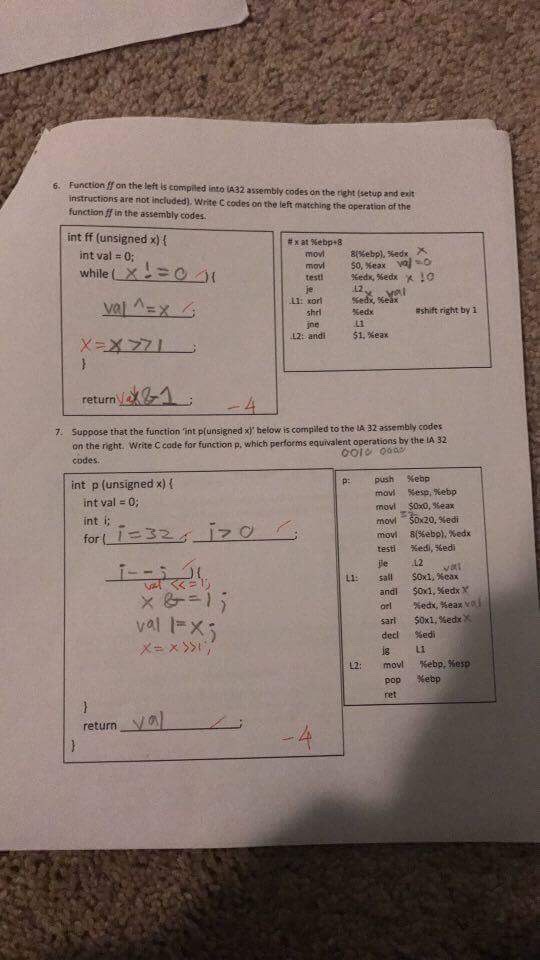 6. Function ff on the left is compiled into IA32 assembly codes on the right (setup and exit
instructions are not included). Write C codes on the left matching the operation of the
function ff in the assembly codes.
int ff (unsigned x) {
int val = 0;
while ( x != 0 ){
val ^= x ;
x = x >>1 ;
}
return val x & 1 ;
-4
# x at %ebp+8
movl 8(%ebp), %edx x
movl $0, %eax val = 0
testl %edx, %edx x !0
je .L2
x val
.L1: xorl %edx, %eax
shrl %edx #shift right by 1
jne .L1
.L2: andl $1, %eax
7. Suppose that the function 'int p(unsigned x)' below is compiled to the IA 32 assembly codes
on the right. Write C code for function p, which performs equivalent operations by the IA 32
codes.
0010 0000
int p (unsigned x) {
int val = 0;
int i;
for ( i=32 ; i>0 ;
i-- ; ){
val <<= 1;
x &= 1 ;
val |= x ;
x = x >>1;
}
return val ;
}
-4
p: push %ebp
movl %esp, %ebp
movl $0x0, %eax
32
movl $0x20, %edi
movl 8(%ebp), %edx
testl %edi, %edi
jle .L2
val
L1: sall $0x1, %eax
andl $0x1, %edx x
orl %edx, %eax val
sarl $0x1, %edx x
decl %edi
jg L1
L2: movl %ebp, %esp
pop %ebp
ret